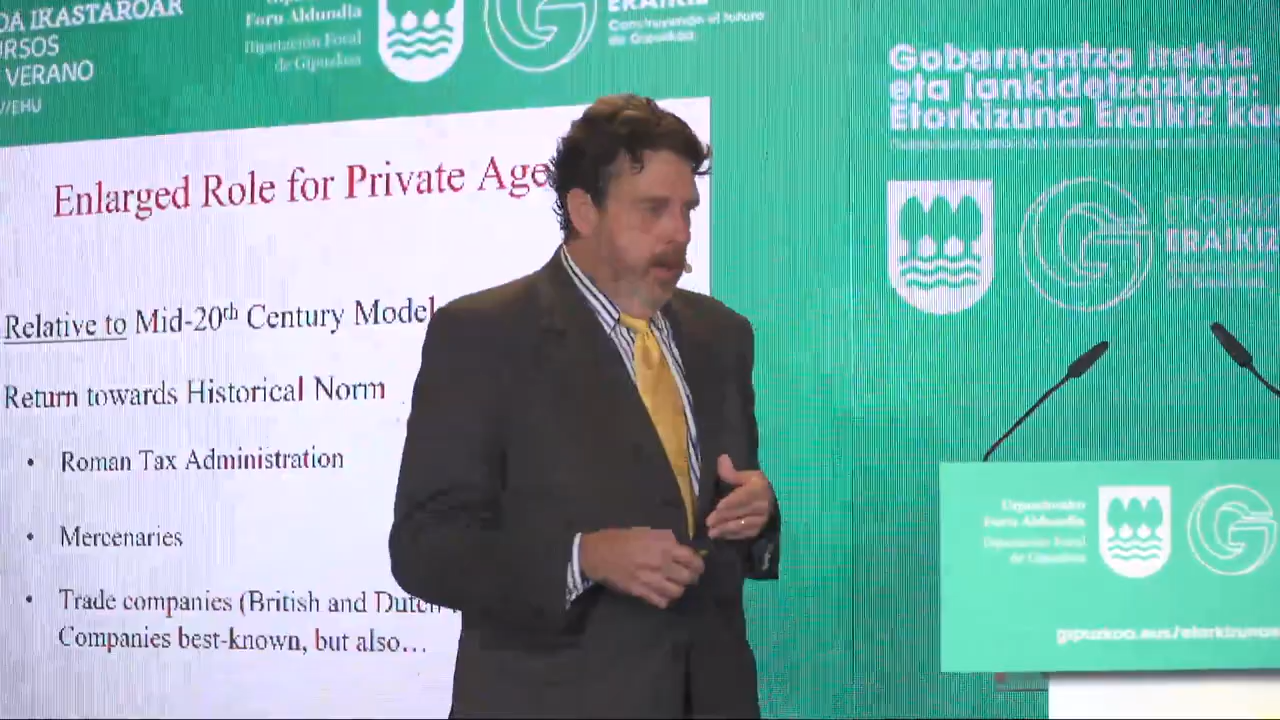 DA IKASTAROAK
URSOS
VERANO
/EHU
Foru Aldundia
Diputación Foral
de Gipuzkoa
ERAIKIZ
Construyendo el futuro
de Gipuzkoa
Enlarged Role for Private Age
Relative to Mid-20th Century Model
Return towards Historical Norm
• Roman Tax Administration
• Mercenaries
• Trade companies (British and Dutch
Companies best-known, but also…
Gobernantza irekia
eta lankidetzazkoa:
Etorkizuna Eraikiz kas
ERAIKIZ
Gipuzkoako
Foru Aldundia
Diputación Foral
de Gipuzkoa
gipuzkoa.eus/etorkizuna